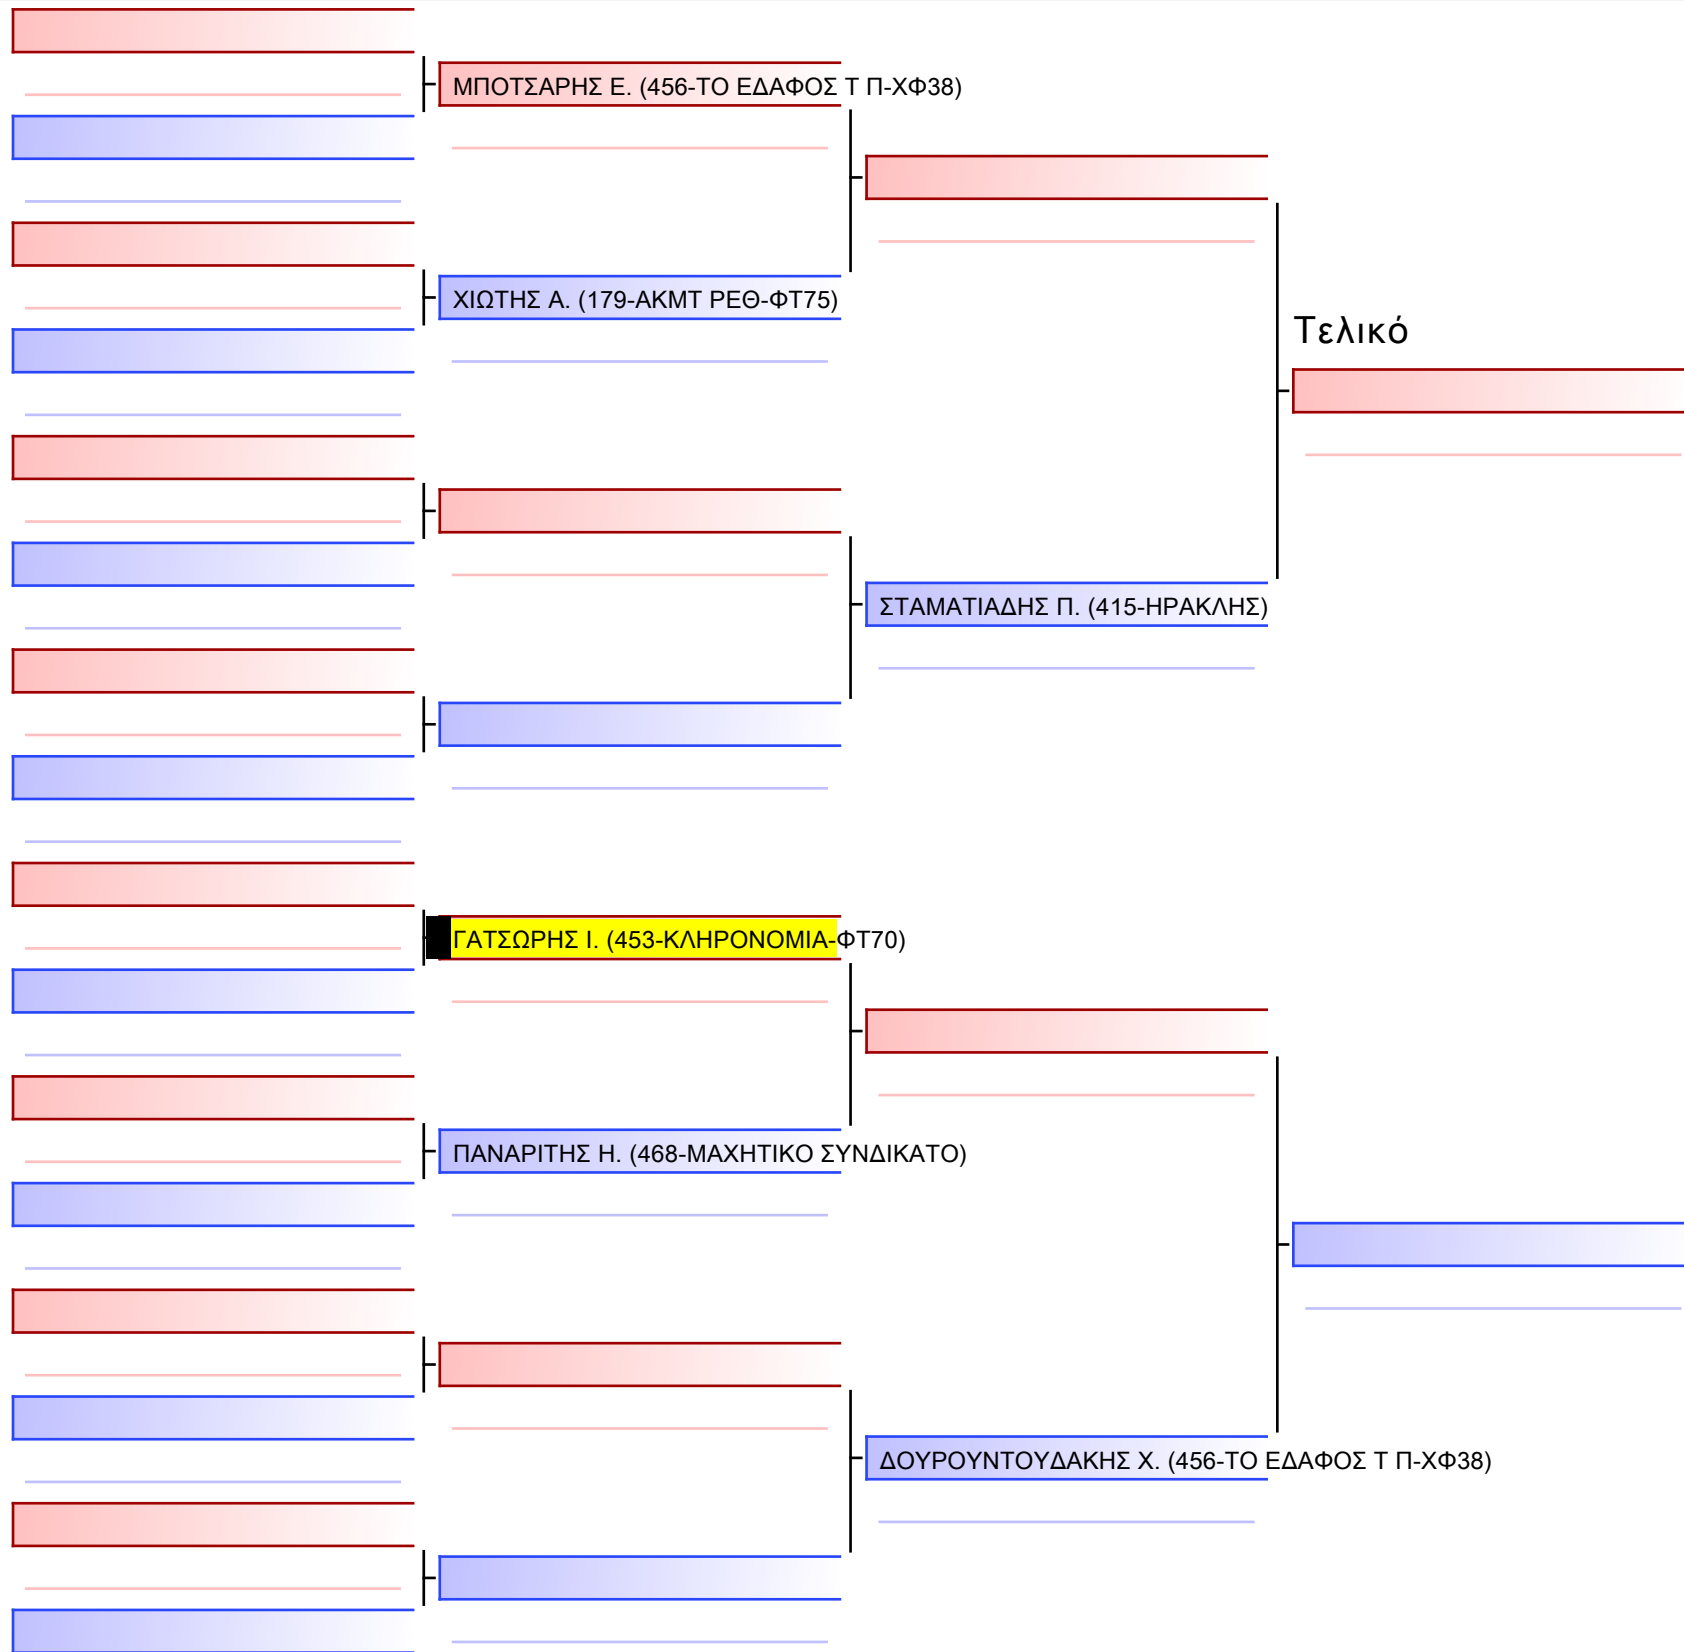 ΜΠΟΤΣΑΡΗΣ Ε. (456-ΤΟ ΕΔΑΦΟΣ Τ Π-ΧΦ38)
ΧΙΩΤΗΣ Α. (179-ΑΚΜΤ ΡΕΘ-ΦΤ75)
Τελικό
ΣΤΑΜΑΤΙΑΔΗΣ Π. (415-ΗΡΑΚΛΗΣ)
ΓΑΤΣΩΡΗΣ Ι. (453-ΚΛΗΡΟΝΟΜΙΑ-ΦΤ70)
ΠΑΝΑΡΙΤΗΣ Η. (468-ΜΑΧΗΤΙΚΟ ΣΥΝΔΙΚΑΤΟ)
ΔΟΥΡΟΥΝΤΟΥΔΑΚΗΣ Χ. (456-ΤΟ ΕΔΑΦΟΣ Τ Π-ΧΦ38)